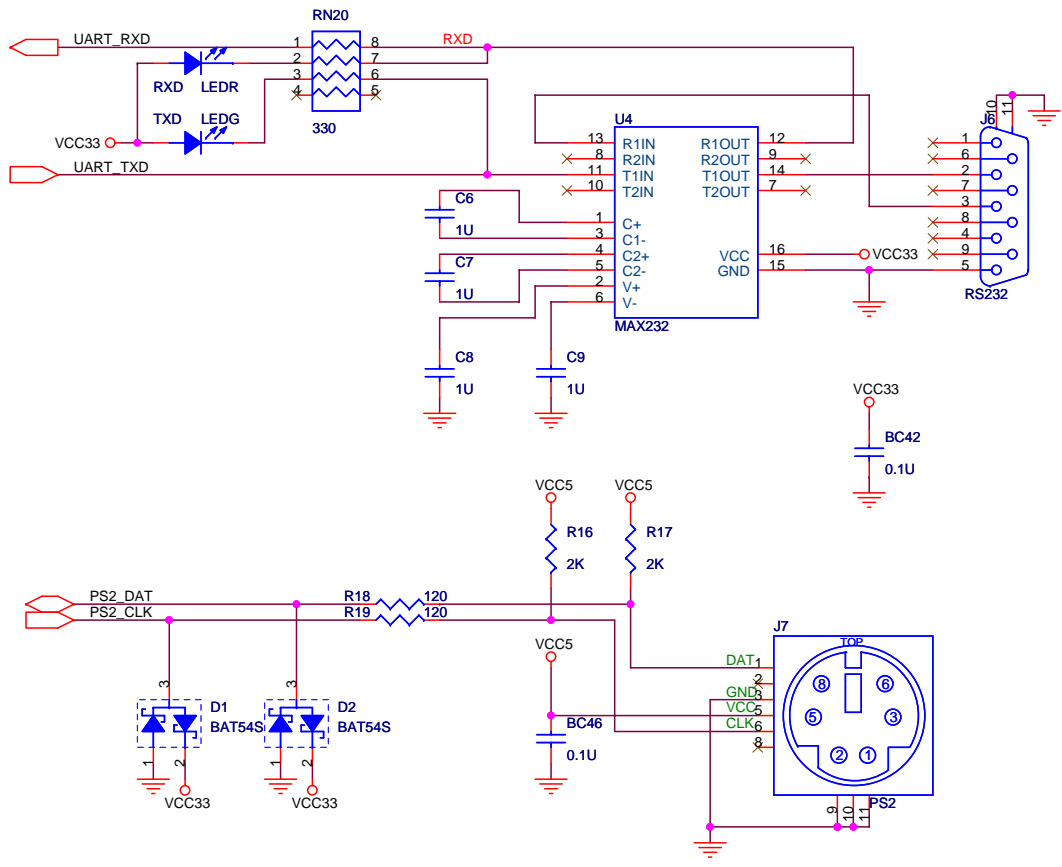 RN20
UART_RXD
1
8
RXD
2
7
3
6
4
5
RXD
LEDR
TXD
LEDG
330
VCC33
UART_TXD
U4
13
R1IN
R1OUT
12
8
R2IN
R2OUT
9
11
T1IN
T1OUT
14
10
T2IN
T2OUT
7
1
C+
3
C1-
4
C2+
VCC
16
VCC33
5
C2-
GND
15
2
V+
6
V-
MAX232
C6
1U
C7
1U
C8
1U
C9
1U
10
11
J6
1
6
2
7
3
8
4
9
5
RS232
VCC33
BC42
0.1U
VCC5
VCC5
R16
2K
R17
2K
PS2_DAT
R18
120
PS2_CLK
R19
120
VCC5
BC46
0.1U
3
D1
BAT54S
1
2
VCC33
3
D2
BAT54S
1
2
VCC33
J7
TOP
DAT
1
2
GND
3
VCC
5
CLK
6
8
8
6
5
3
2
1
PS2
9
10
11